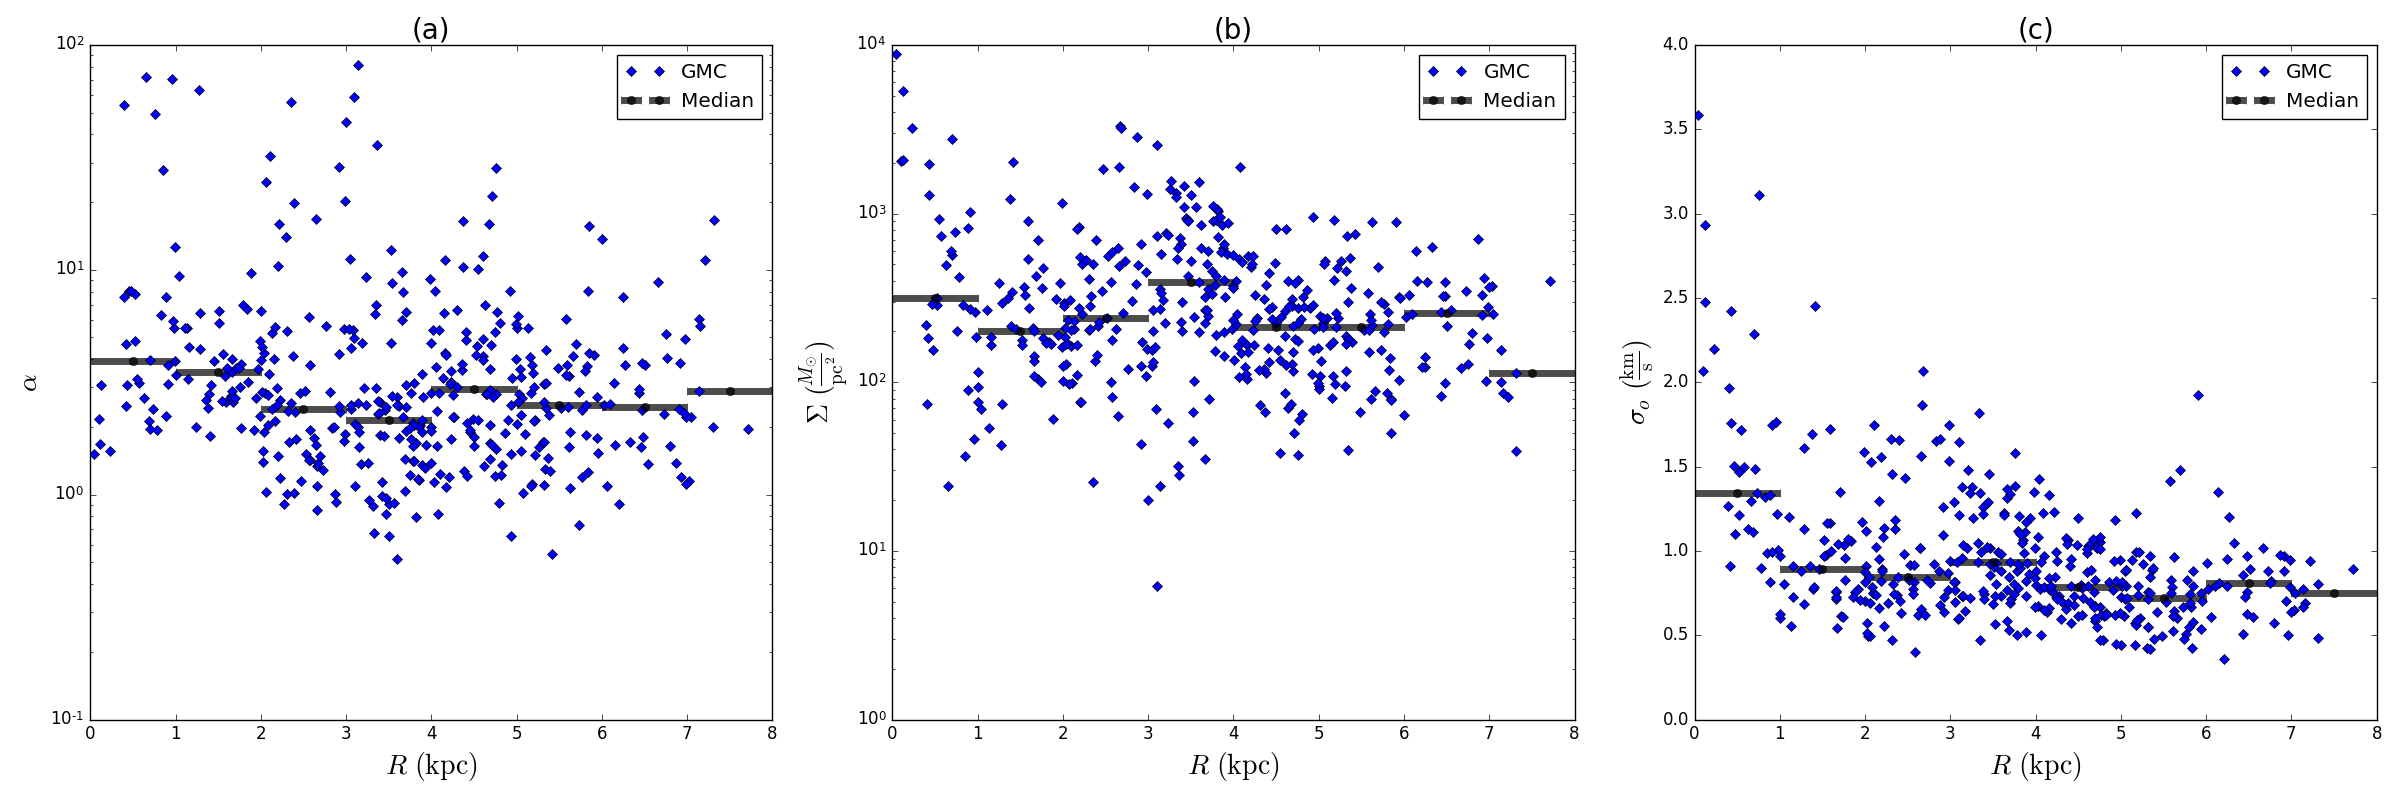 (a)
10²
10¹
10⁰
10⁻¹
α
0 1 2 3 4 5 6 7 8
R (kpc)
GMC
Median
(b)
10⁴
10³
10²
10¹
10⁰
Σ (M☉/pc²)
0 1 2 3 4 5 6 7 8
R (kpc)
GMC
Median
(c)
4.0
3.5
3.0
2.5
2.0
1.5
1.0
0.5
0.0
σₒ (km/s)
0 1 2 3 4 5 6 7 8
R (kpc)
GMC
Median